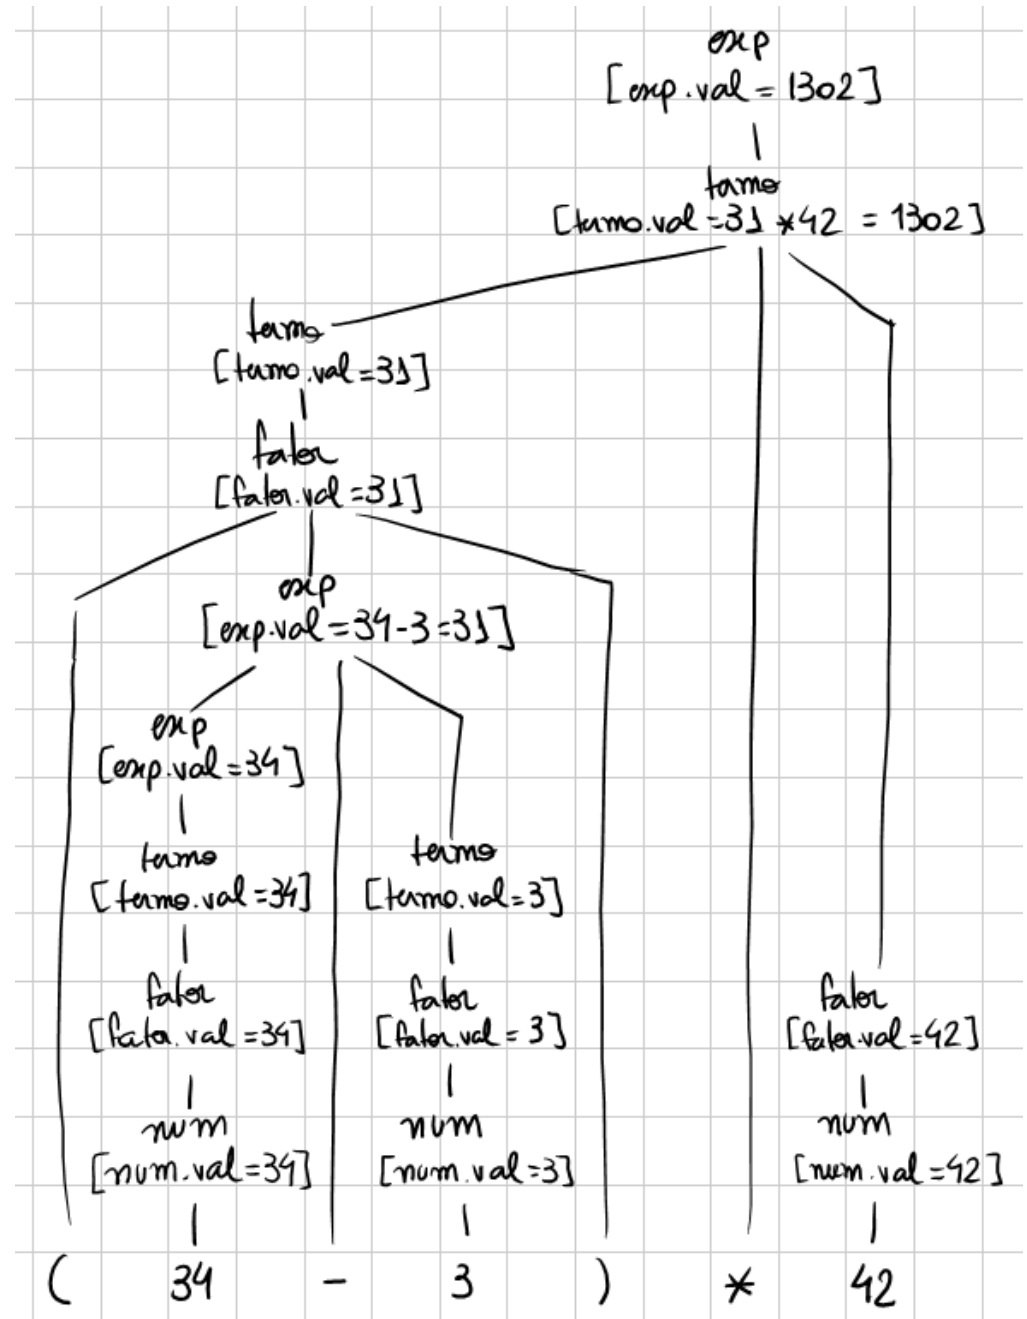 exp
[exp.val = 1302]
termo
[termo.val = 31 * 42 = 1302]
termo
[termo.val = 31]
fator
[fator.val = 31]
exp
[exp.val = 34 - 3 = 31]
exp
[exp.val = 34]
termo
[termo.val = 34]
termo
[termo.val = 3]
fator
[fator.val = 34]
fator
[fator.val = 3]
fator
[fator.val = 42]
num
[num.val = 34]
num
[num.val = 3]
num
[num.val = 42]
( 34 - 3 ) * 42